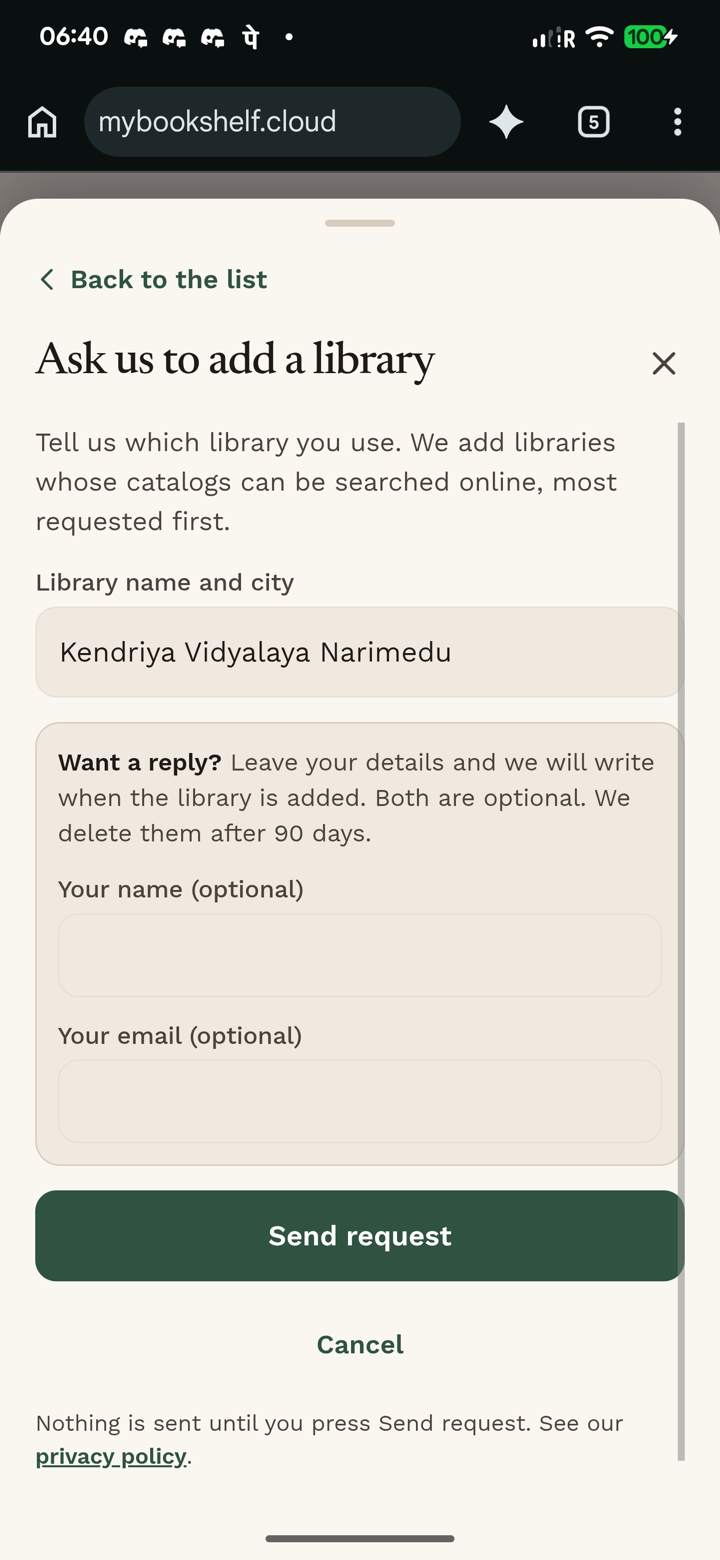 06:40 पे R 100
mybookshelf.cloud 5
Back to the list
Ask us to add a library
Tell us which library you use. We add libraries
whose catalogs can be searched online, most
requested first.
Library name and city
Kendriya Vidyalaya Narimedu
Want a reply? Leave your details and we will write
when the library is added. Both are optional. We
delete them after 90 days.
Your name (optional)
Your email (optional)
Send request
Cancel
Nothing is sent until you press Send request. See our
privacy policy.